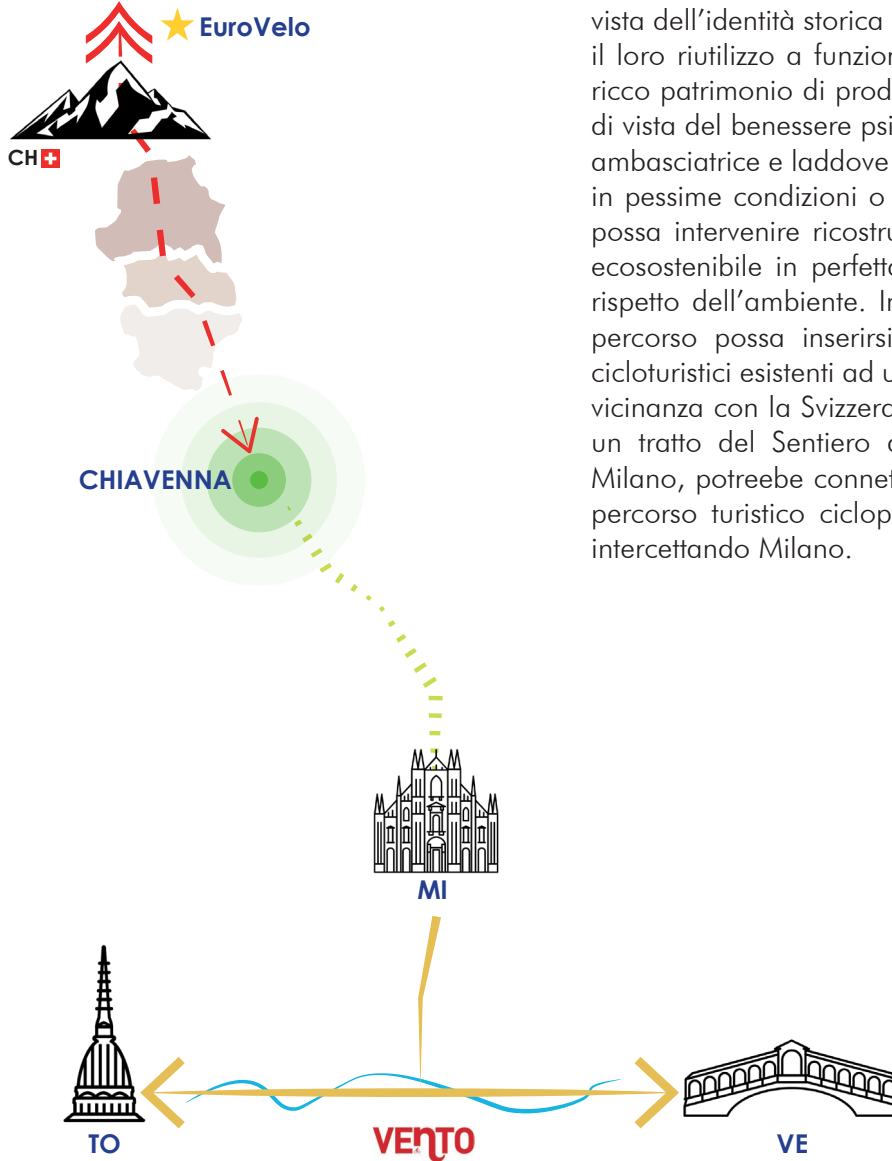 EuroVelo
CH
CHIAVENNA
MI
TO
VENTO
VE
vista dell’identità storica
il loro riutilizzo a funzion
ricco patrimonio di prod
di vista del benessere psi
ambasciatrice e laddove
in pessime condizioni o
possa intervenire ricostru
ecosostenibile in perfetto
rispetto dell’ambiente. In
percorso possa inserirsi
cicloturistici esistenti ad u
vicinanza con la Svizzera
un tratto del Sentiero d
Milano, potreebe connet
percorso turistico ciclop
intercettando Milano.